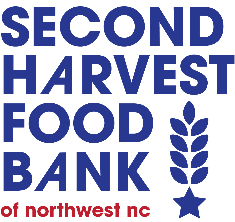 SECOND
HARVEST
FOOD
BANK
of northwest nc